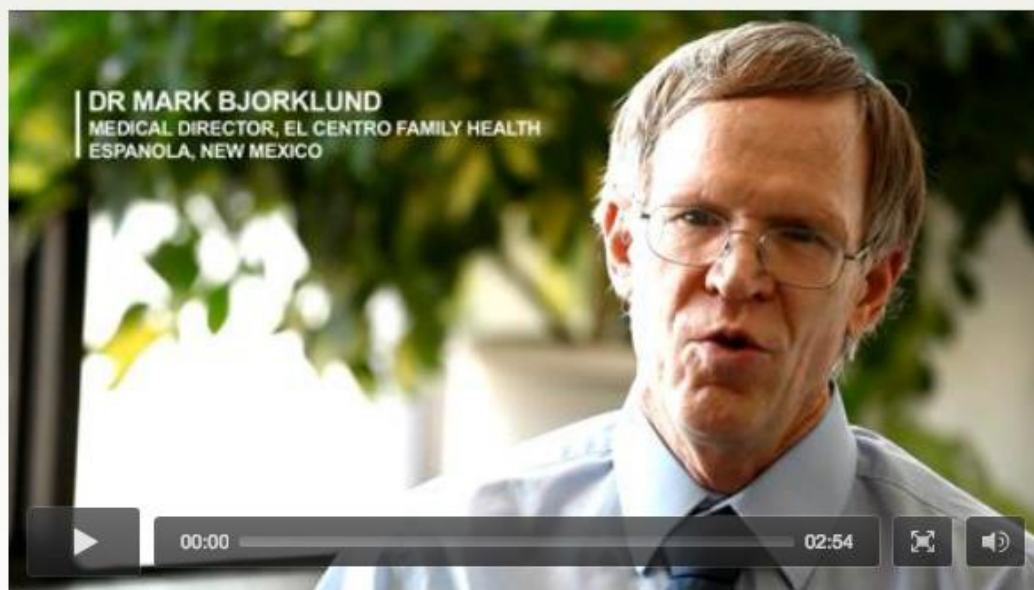 DR MARK BJORKLUND
MEDICAL DIRECTOR, EL CENTRO FAMILY HEALTH
ESPANOLA, NEW MEXICO
00:00
02:54